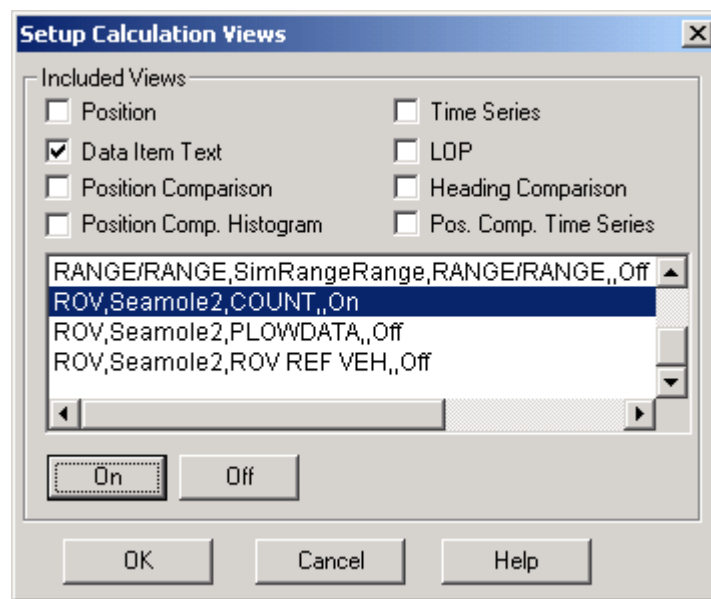 Setup Calculation Views
Included Views
Position
Time Series
Data Item Text
LOP
Position Comparison
Heading Comparison
Position Comp. Histogram
Pos. Comp. Time Series
RANGE/RANGE,SimRangeRange,RANGE/RANGE,,Off
ROV,Seamole2,COUNT,,On
ROV,Seamole2,PLOWDATA,,Off
ROV,Seamole2,ROV REF VEH,,Off
On
Off
OK
Cancel
Help